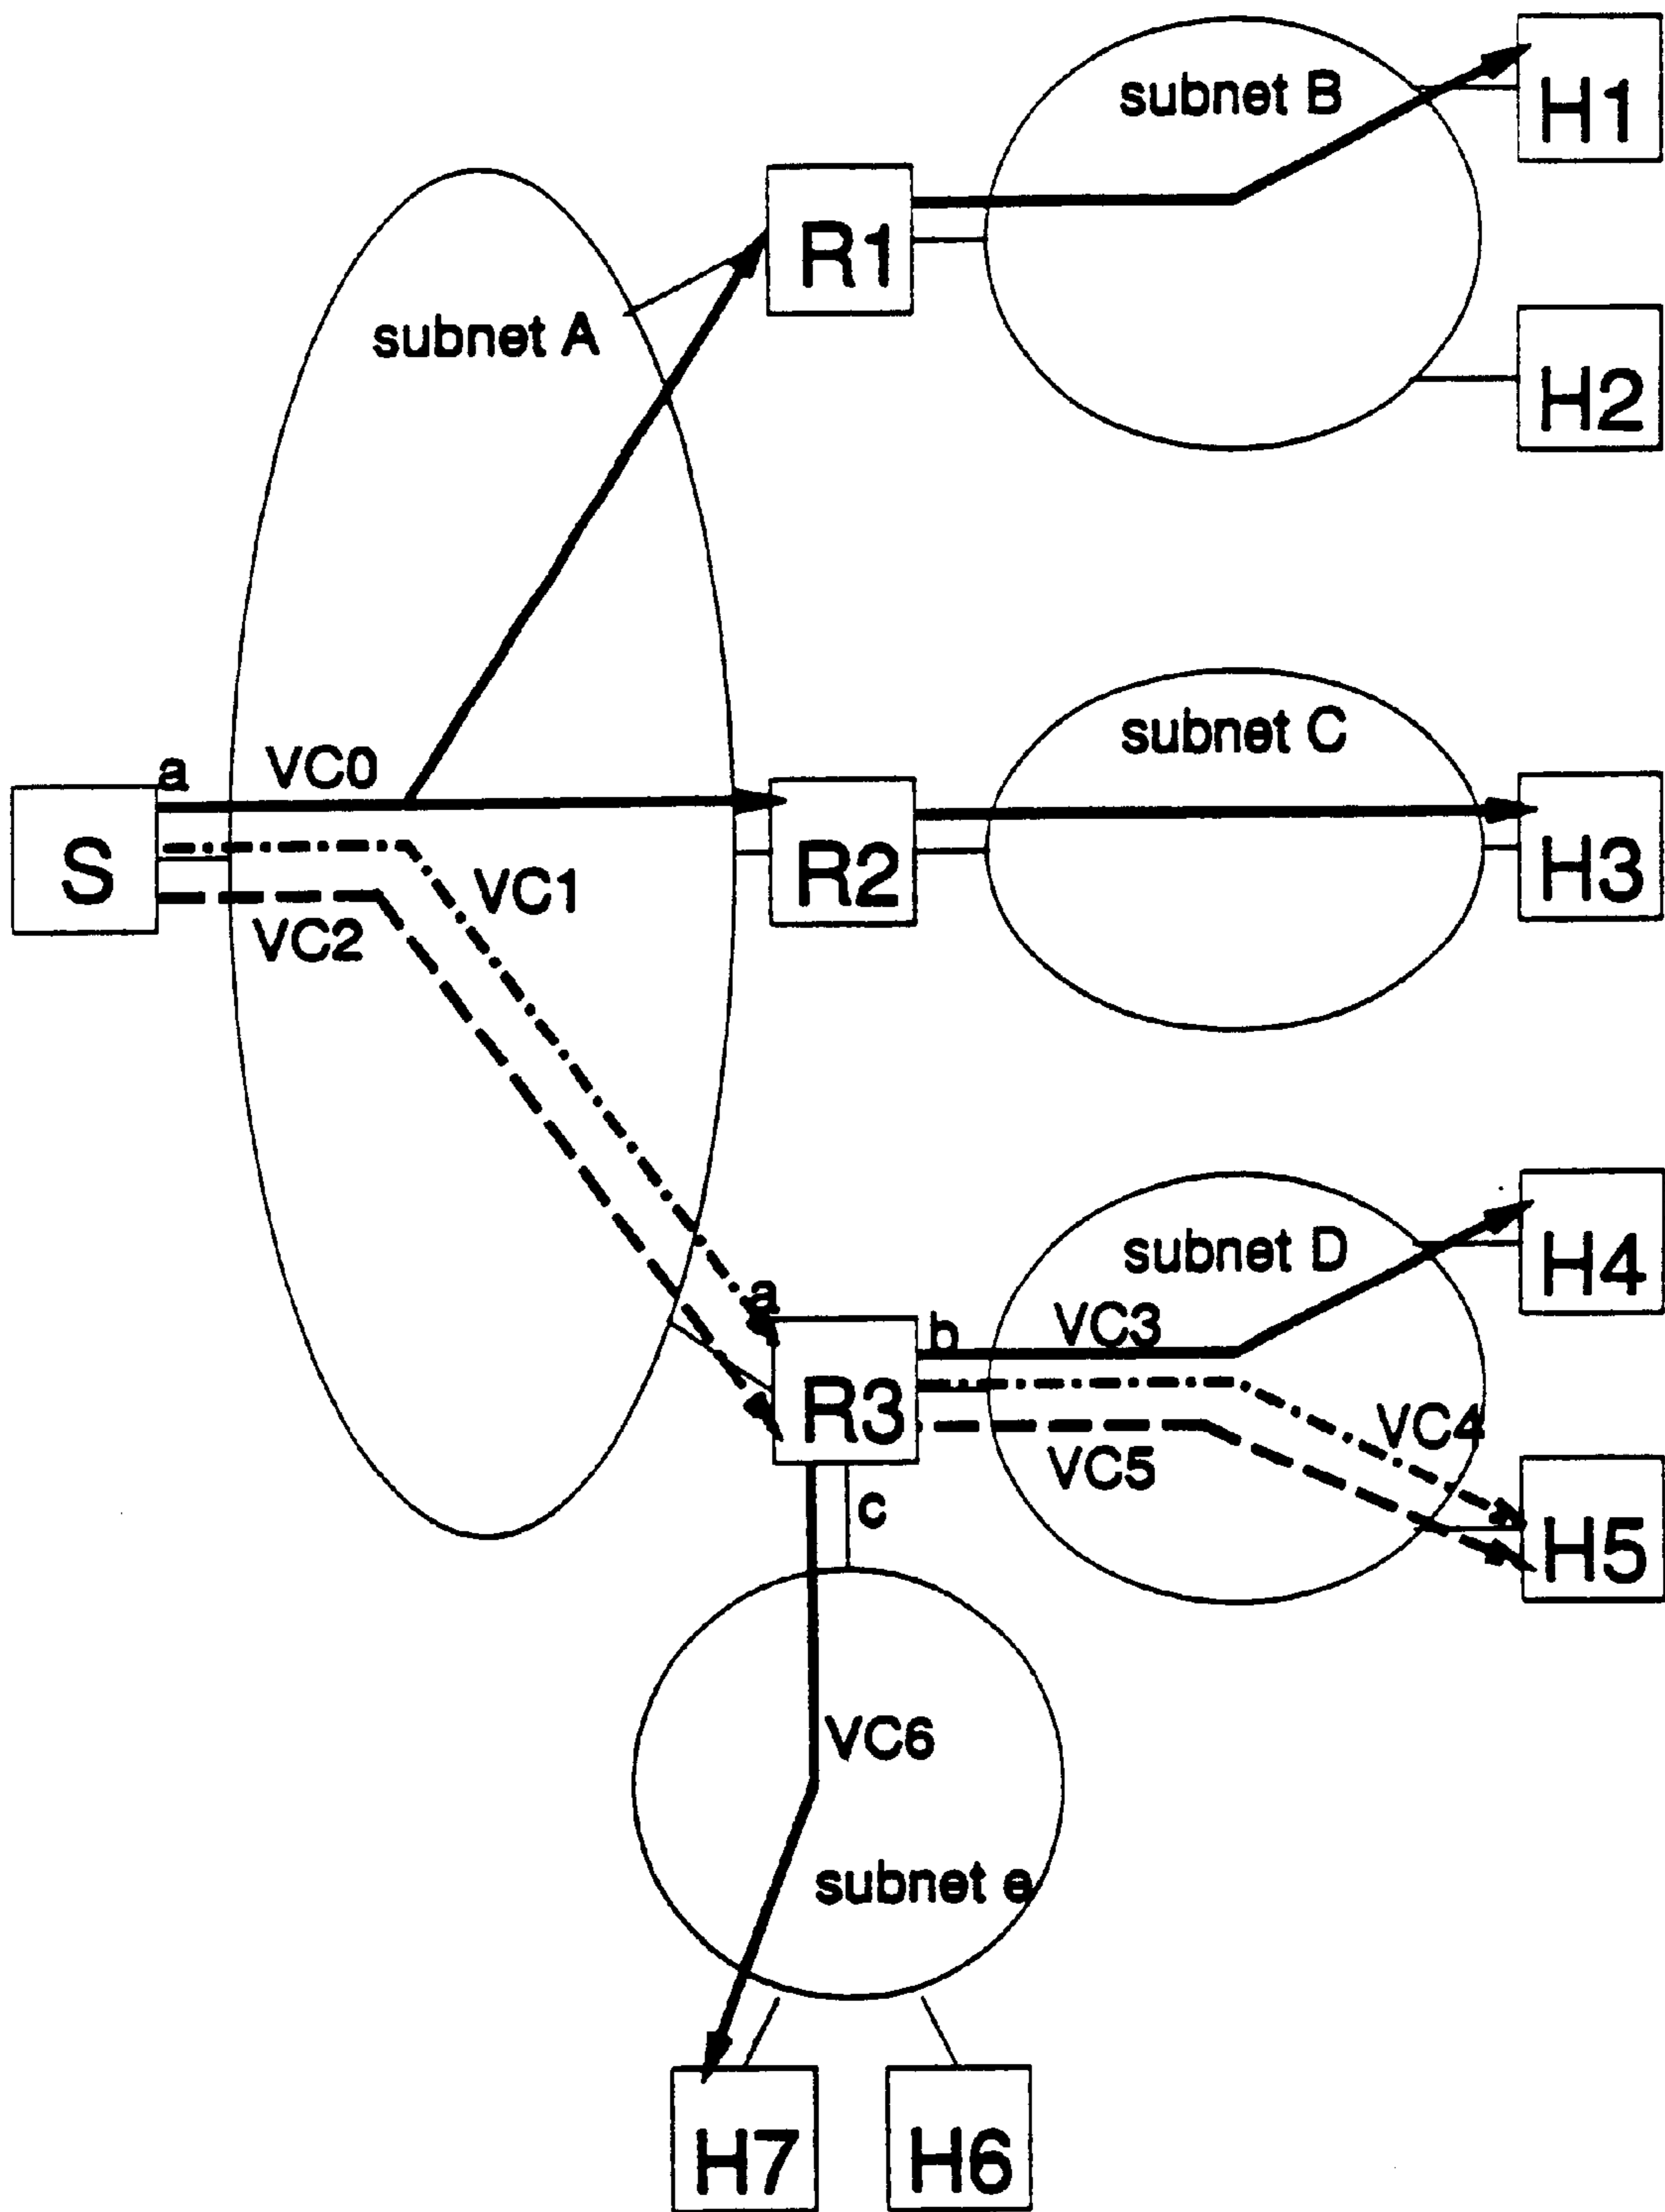 subnet B
H1
R1
subnet A
H2
subnet C
a
VC0
S
VC1
R2
H3
VC2
subnet D
H4
a
b
VC3
R3
VC4
VC5
c
H5
VC6
subnet e
H7
H6